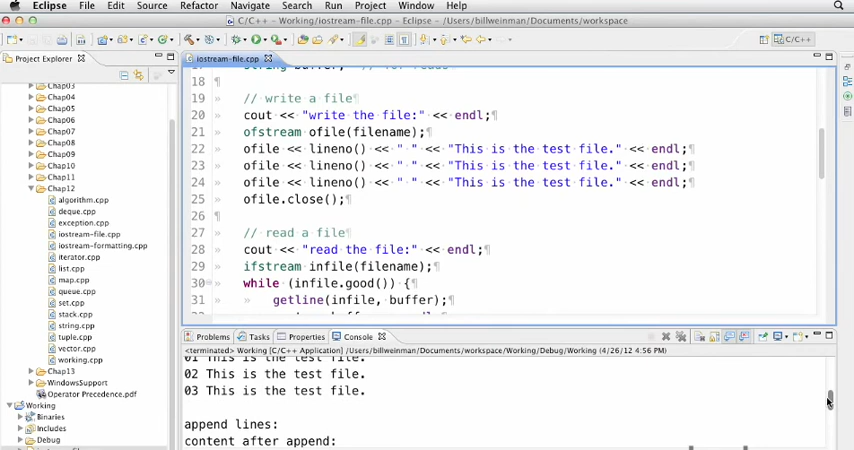 Eclipse File Edit Source Refactor Navigate Search Project Run Window Help
C/C++ - Working/iostream-file.cpp - Eclipse - /Users/billweinman/Documents/workspace
C/C++
Project Explorer
iostream-file.cpp
Chap03
Chap04
Chap05
Chap06
Chap07
Chap08
Chap09
Chap10
Chap11
Chap12
algorithm.cpp
deque.cpp
exception.cpp
iostream-file.cpp
iostream-formatting.cpp
iterator.cpp
list.cpp
map.cpp
queue.cpp
set.cpp
stack.cpp
string.cpp
tuple.cpp
vector.cpp
working.cpp
Chap13
WindowsSupport
Operator Precedence.pdf
Working
Binaries
Includes
Debug
18
19 // write a file
20 cout << "write the file:" << endl;
21 ofstream ofile(filename);
22 ofile << lineno() << " " << "This is the test file." << endl;
23 ofile << lineno() << " " << "This is the test file." << endl;
24 ofile << lineno() << " " << "This is the test file." << endl;
25 ofile.close();
26
27 // read a file
28 cout << "read the file:" << endl;
29 ifstream infile(filename);
30 while (infile.good()) {
31 getline(infile, buffer);
Problems Tasks Properties Console
<terminated> Working [C/C++ Application] /Users/billweinman/Documents/workspace/Working/Debug/Working (4/26/12 4:56 PM)
01 This is the test file.
02 This is the test file.
03 This is the test file.
append lines:
content after append: